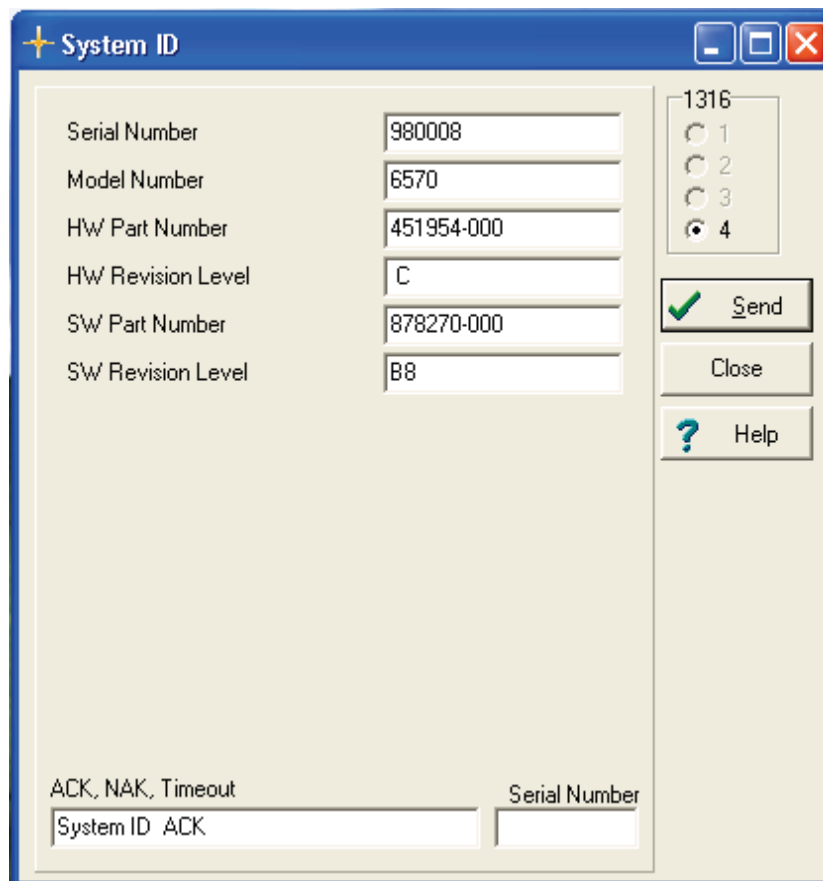 System ID
Serial Number 980008
Model Number 6570
HW Part Number 451954-000
HW Revision Level C
SW Part Number 878270-000
SW Revision Level B8
1316
1
2
3
4
Send
Close
? Help
ACK, NAK, Timeout Serial Number
System ID ACK